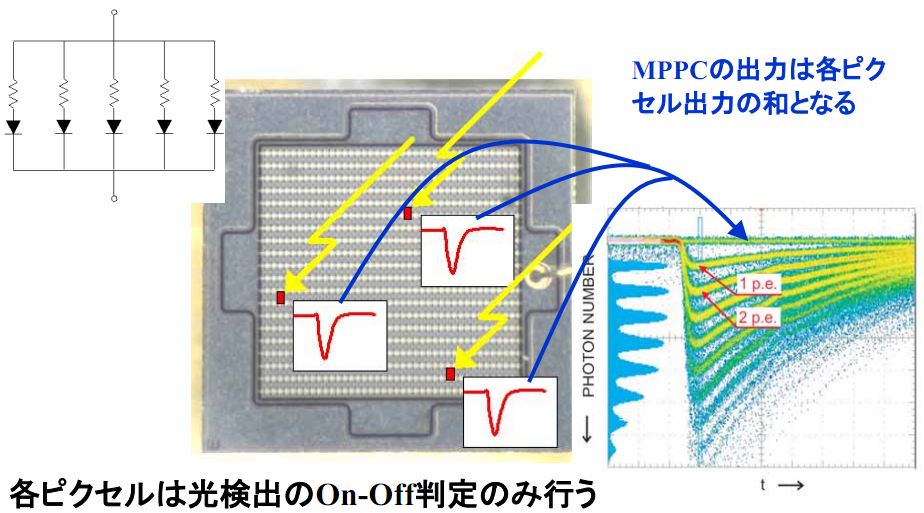 MPPCの出力は各ピク
セル出力の和となる
1 p.e.
2 p.e.
PHOTON NUMBER
t
各ピクセルは光検出のOn-Off判定のみ行う